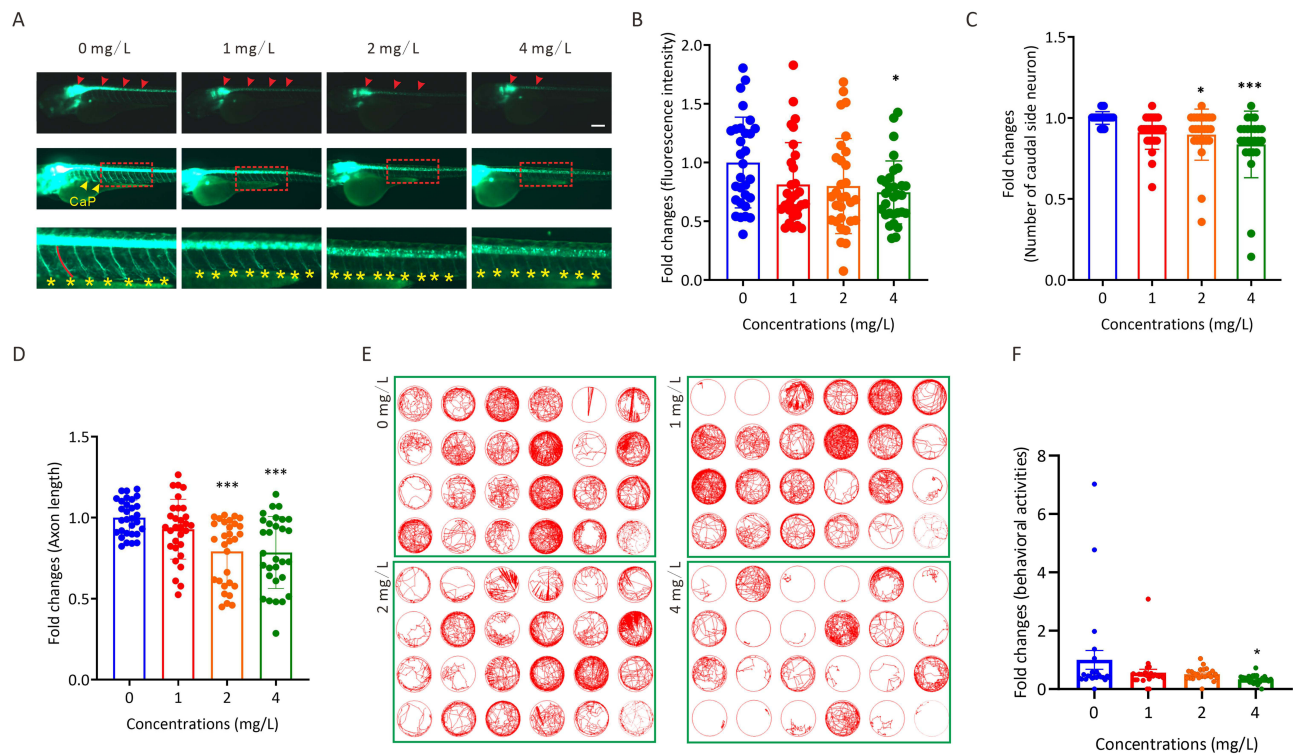 A
0 mg/L
1 mg/L
2 mg/L
4 mg/L
CaP
* * * * * * *
** *** ** * *
*** *** ***
** *** ***
B
Fold changes (fluorescence intensity)
2.0
1.5
1.0
0.5
0.0
*
0
1
2
4
Concentrations (mg/L)
C
Fold changes
(Number of caudal side neuron)
1.5
1.0
0.5
0.0
*
***
0
1
2
4
Concentrations (mg/L)
D
Fold changes (Axon length)
1.5
1.0
0.5
0.0
***
***
0
1
2
4
Concentrations (mg/L)
E
0 mg/L
1 mg/L
2 mg/L
4 mg/L
F
Fold changes (behavioral activities)
8
6
4
2
0
*
0
1
2
4
Concentrations (mg/L)